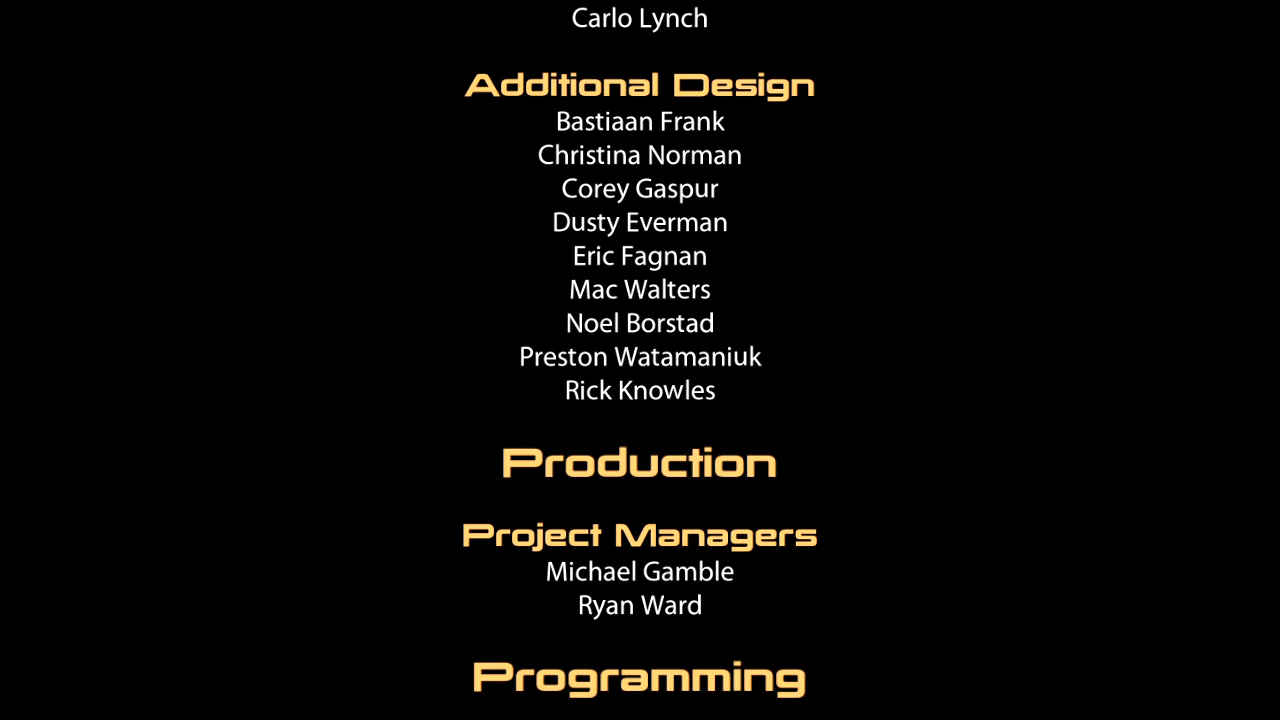 Carlo Lynch
Additional Design
Bastiaan Frank
Christina Norman
Corey Gaspur
Dusty Everman
Eric Fagnan
Mac Walters
Noel Borstad
Preston Watamaniuk
Rick Knowles
Production
Project Managers
Michael Gamble
Ryan Ward
Programming